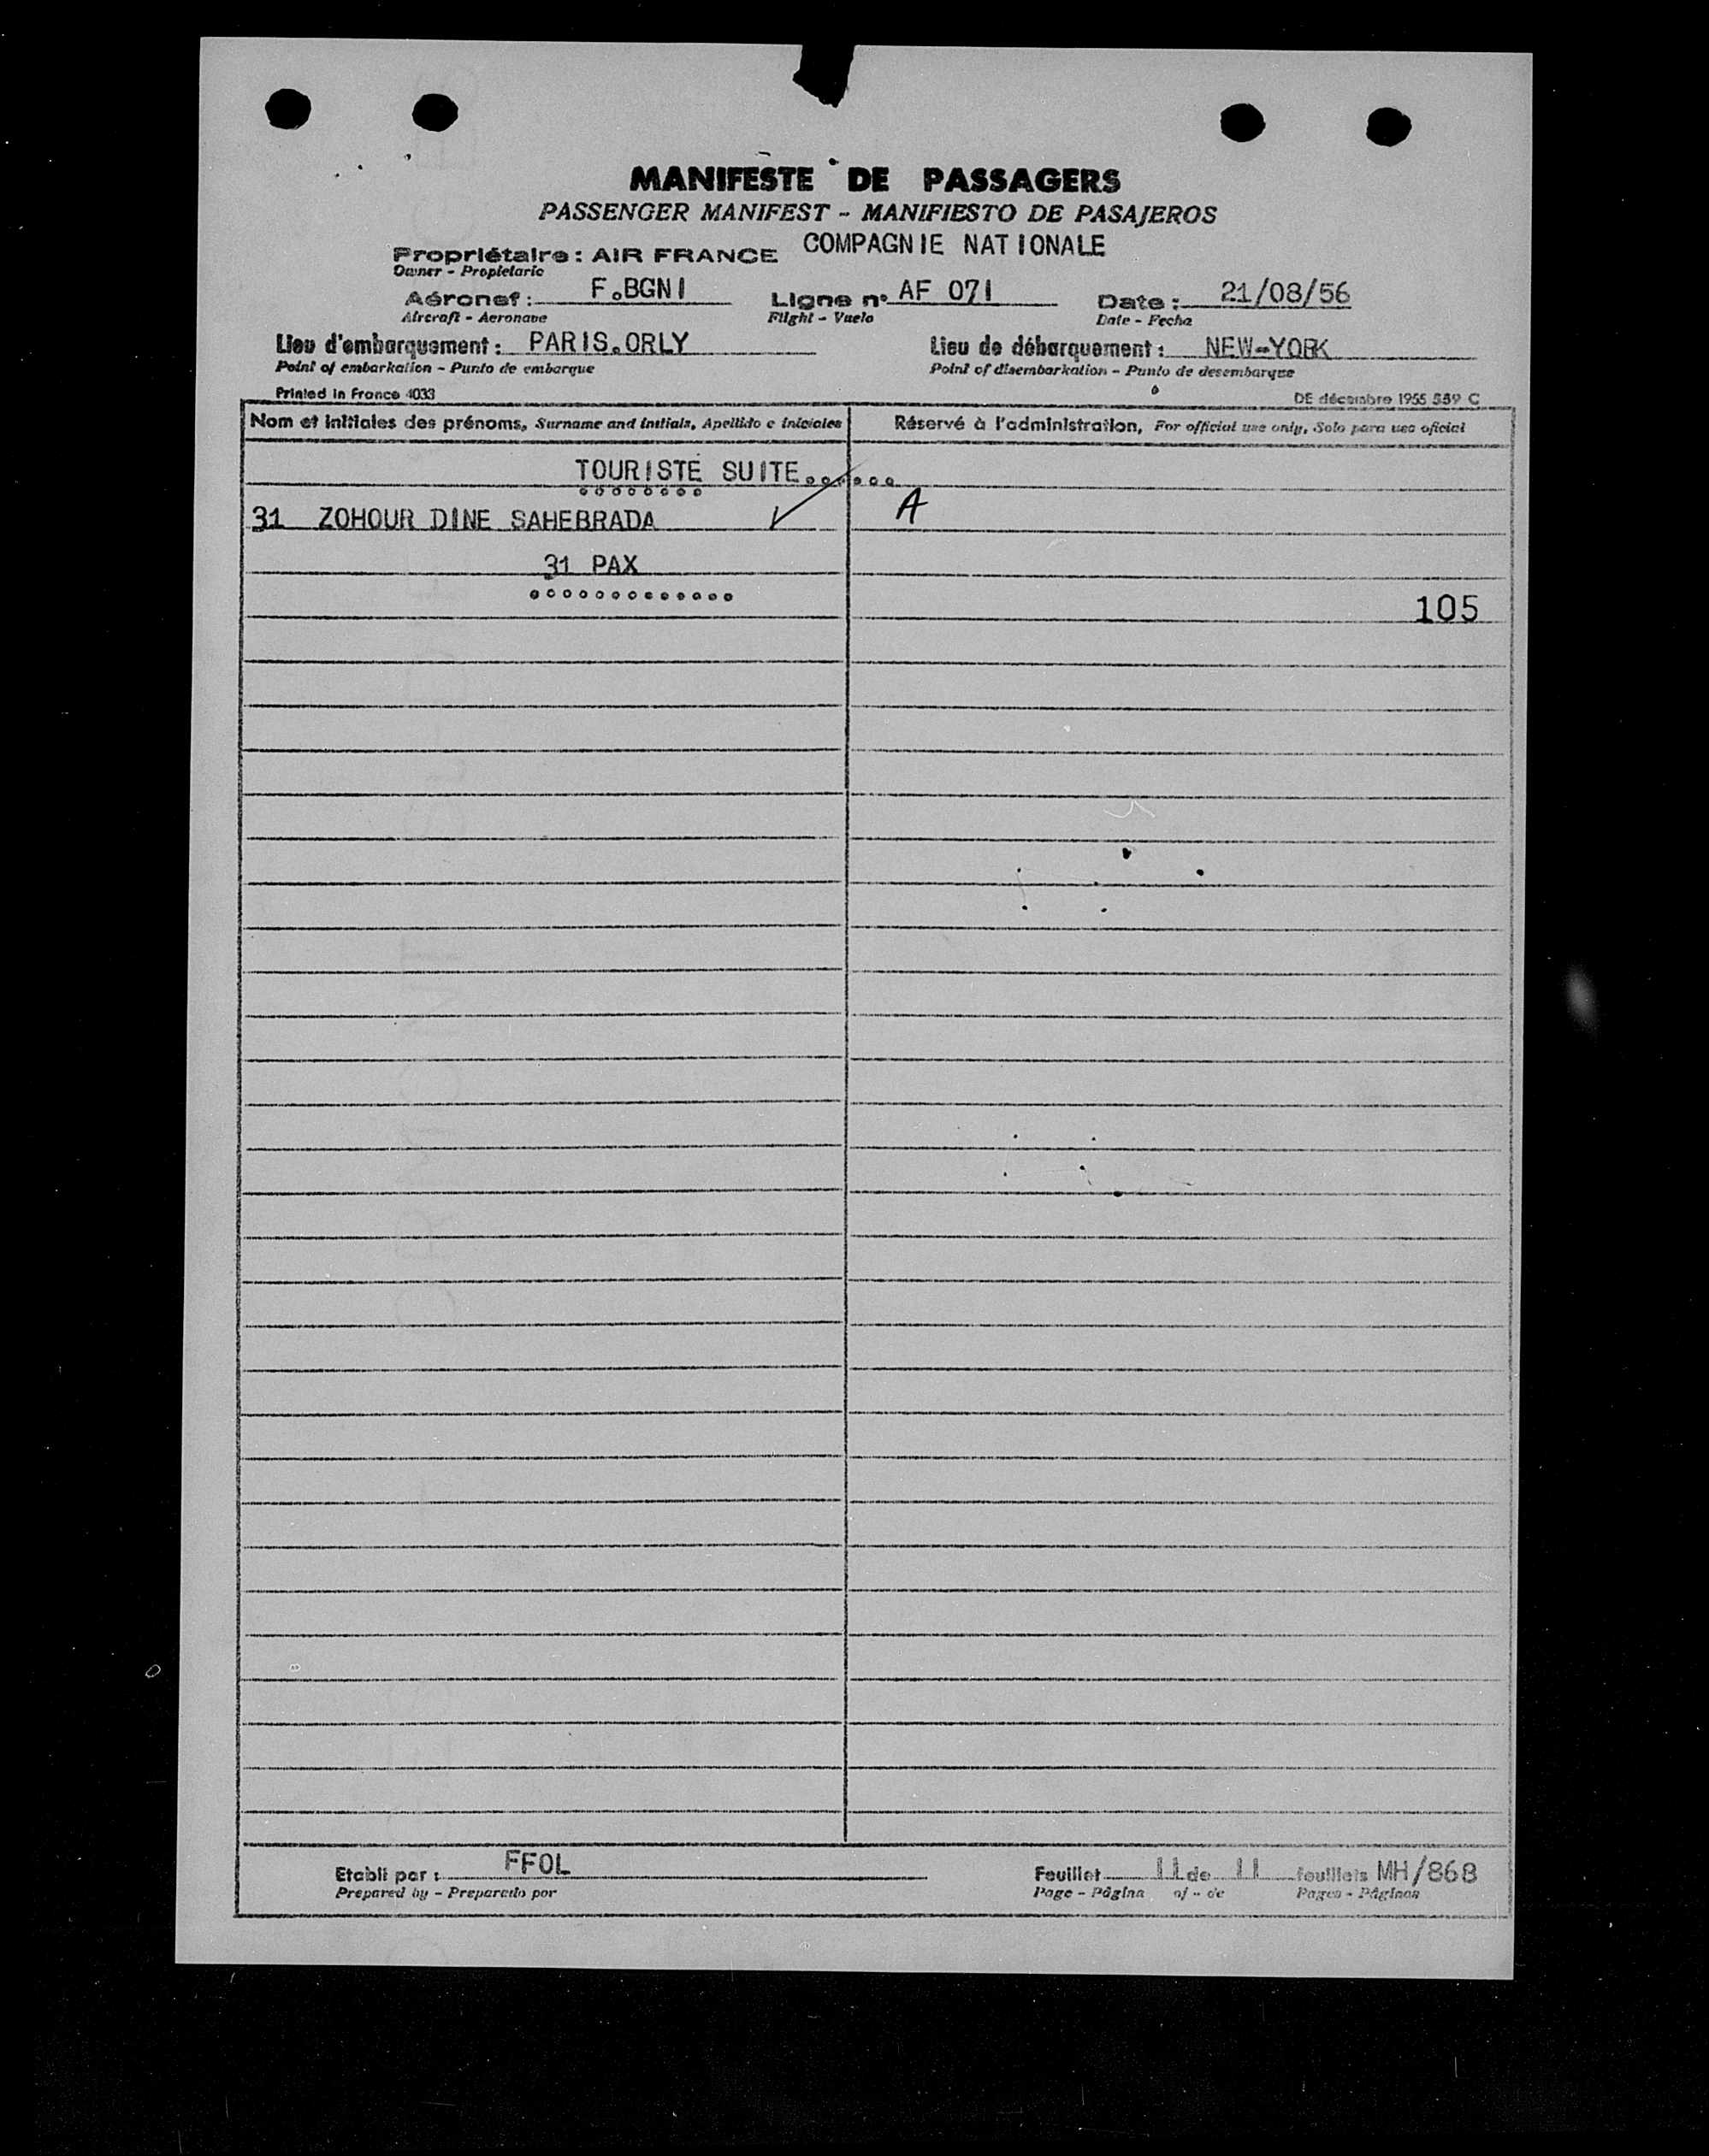 MANIFESTE DE PASSAGERS
PASSENGER MANIFEST - MANIFIESTO DE PASAJEROS
Propriétaire : AIR FRANCE COMPAGNIE NATIONALE
Owner - Propietario
Aéronef : F.BGNI Ligne n° AF 071 Date : 21/08/56
Aircraft - Aeronave Flight - Vuelo Date - Fecha
Lieu d'embarquement : PARIS.ORLY Lieu de débarquement : NEW-YORK
Point of embarkation - Punto de embarque Point of disembarkation - Punto de desembarque
Printed in France 4033 DE décembre 1955 559 C
Nom et initiales des prénoms, Surname and initials, Apellido e iniciales Réservé à l'administration, For official use only, Solo para uso oficial
TOURISTE SUITE......
31 ZOHOUR DINE SAHEBRADA A
31 PAX
105
Etabli par : FFOL Feuillet 11 de 11 feuillets MH/868
Prepared by - Preparado por Page - Página of - de Pages - Páginas